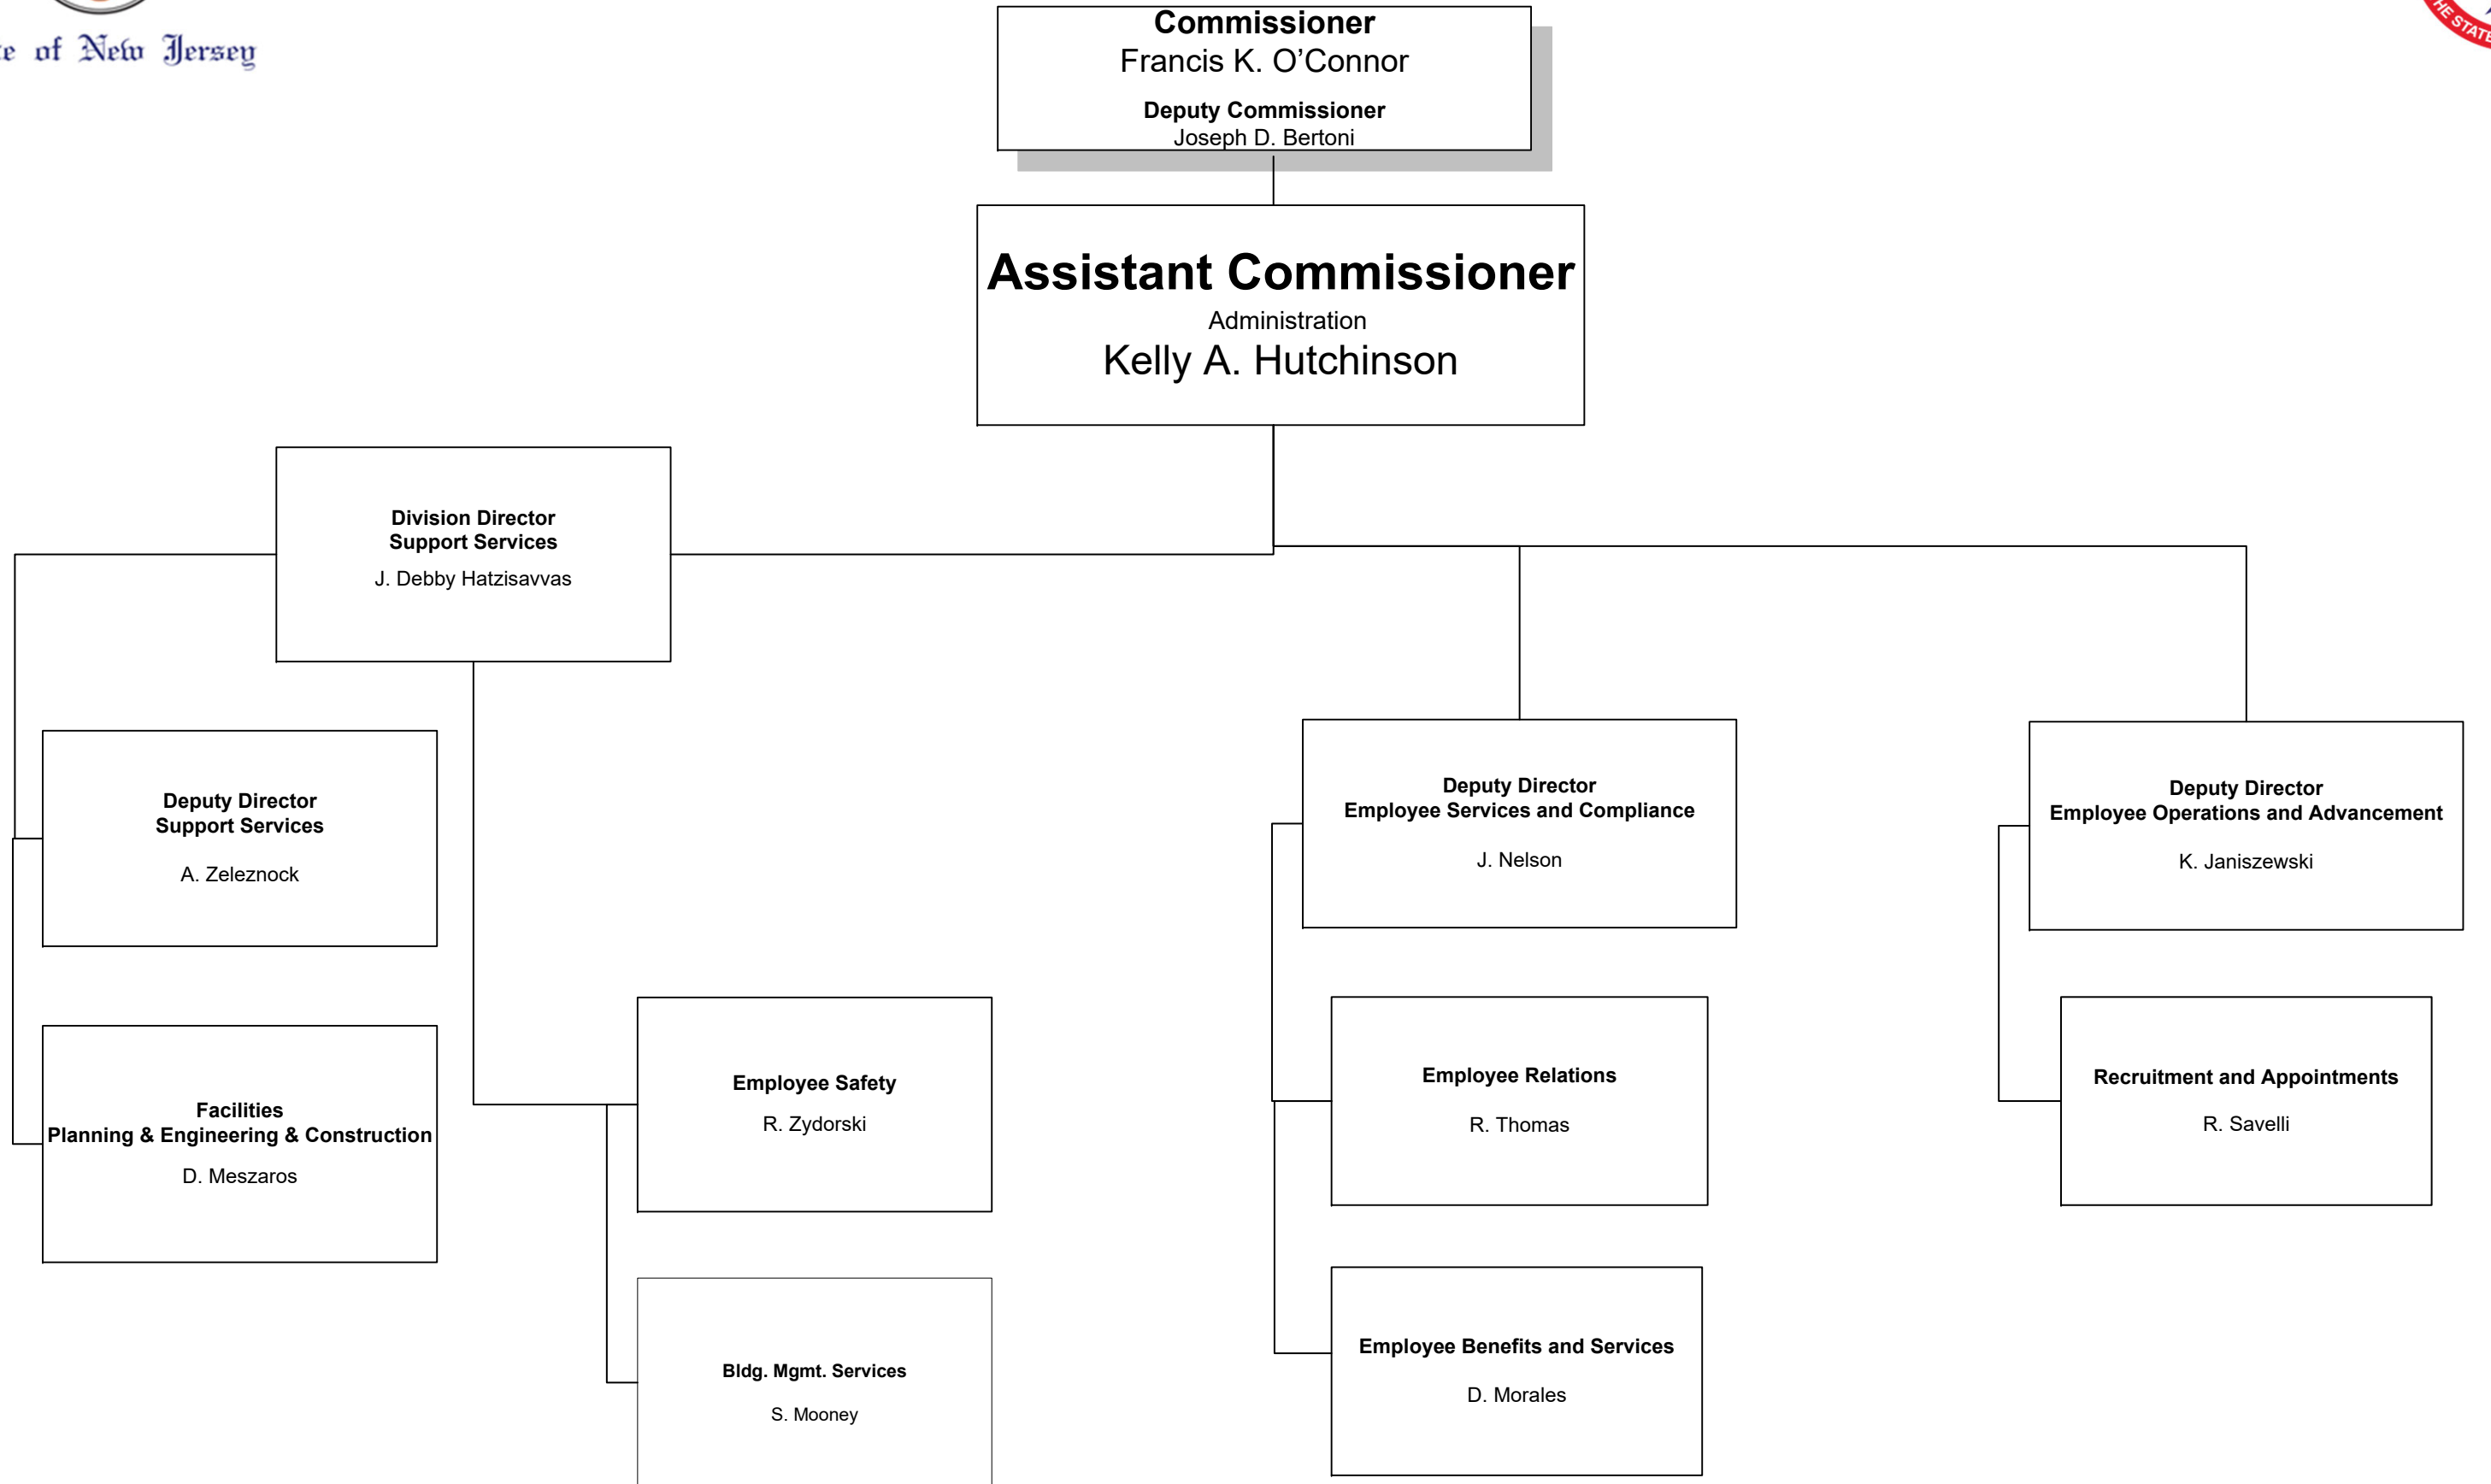 of New Jersey
THE STATE
Commissioner
Francis K. O’Connor
Deputy Commissioner
Joseph D. Bertoni
Assistant Commissioner
Administration
Kelly A. Hutchinson
Division Director
Support Services
J. Debby Hatzisavvas
Deputy Director
Support Services
A. Zeleznock
Deputy Director
Employee Services and Compliance
J. Nelson
Deputy Director
Employee Operations and Advancement
K. Janiszewski
Facilities
Planning & Engineering & Construction
D. Meszaros
Employee Safety
R. Zydorski
Employee Relations
R. Thomas
Recruitment and Appointments
R. Savelli
Bldg. Mgmt. Services
S. Mooney
Employee Benefits and Services
D. Morales